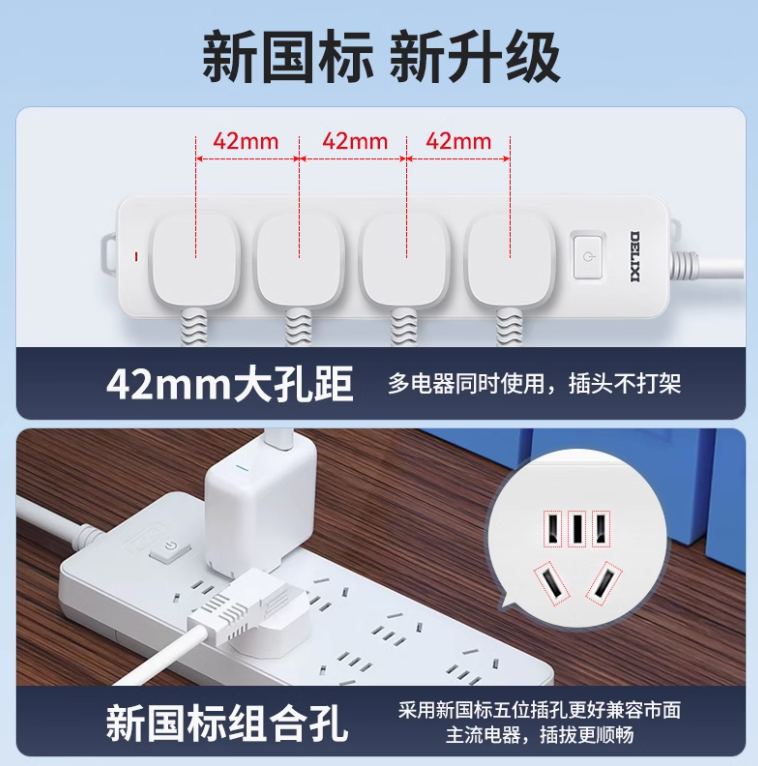 新国标 新升级
42mm 42mm 42mm
DELIXI
42mm大孔距
多电器同时使用，插头不打架
新国标组合孔
采用新国标五位插孔更好兼容市面
主流电器，插拔更顺畅